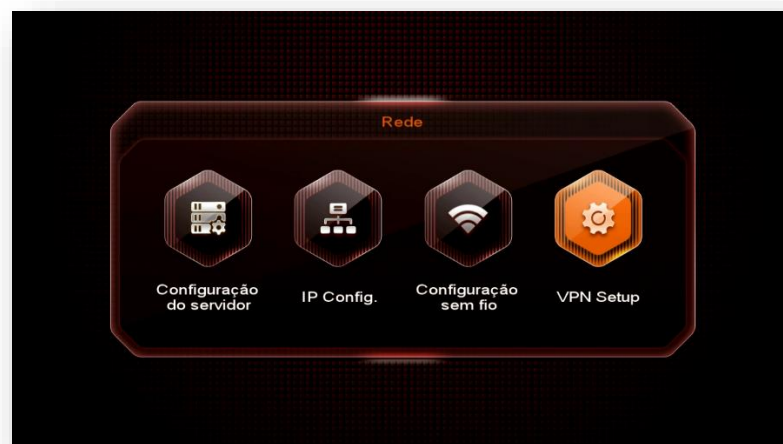 Rede
Configuração
do servidor
IP Config.
Configuração
sem fio
VPN Setup